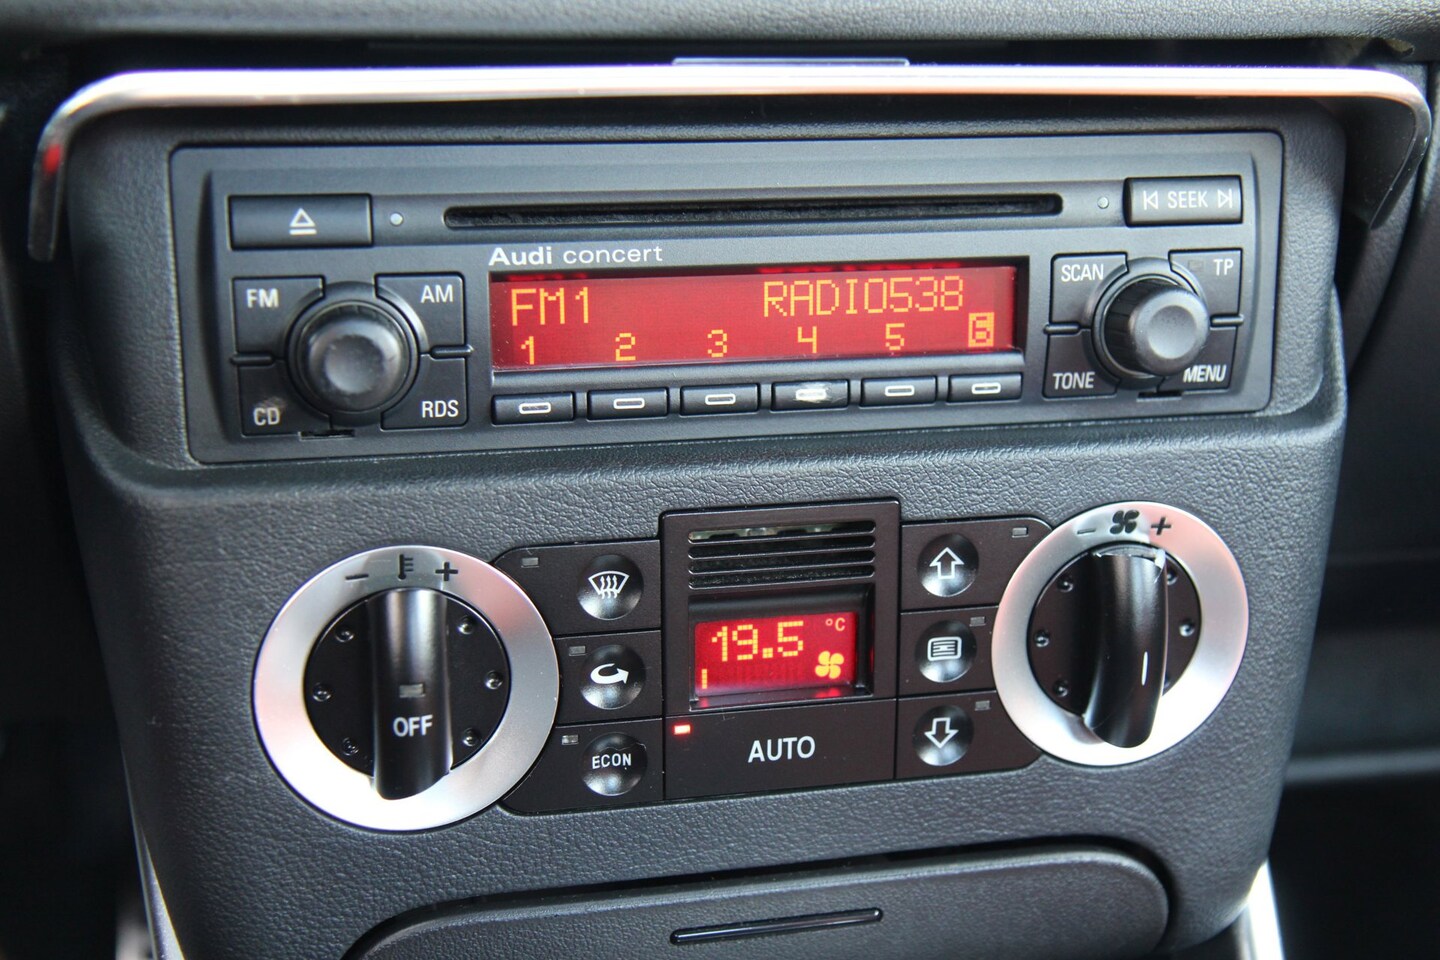 SEEK
Audi concert
FM AM
FM1 RADIO538
1 2 3 4 5 6
SCAN TP
CD RDS
TONE MENU
- +
- +
19.5 °C
OFF
ECON
AUTO